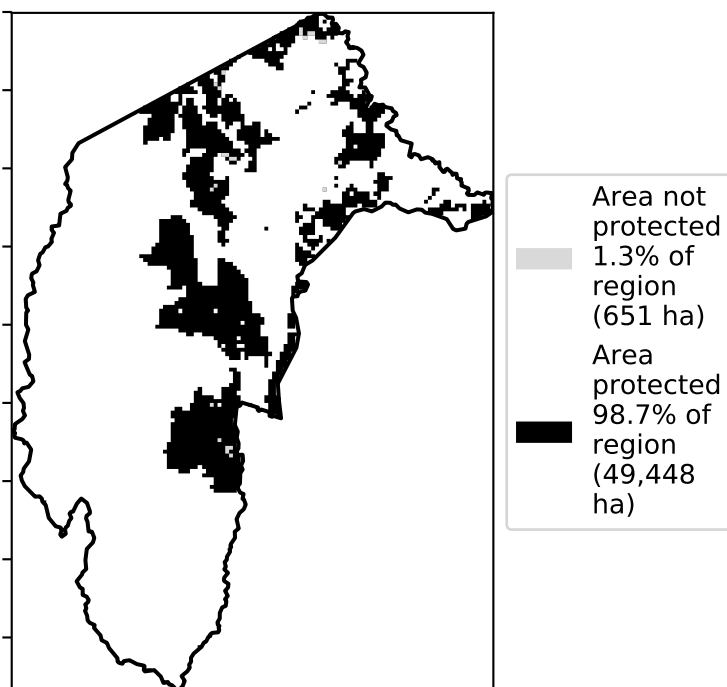 Area not
protected
1.3% of
region
(651 ha)
Area
protected
98.7% of
region
(49,448
ha)